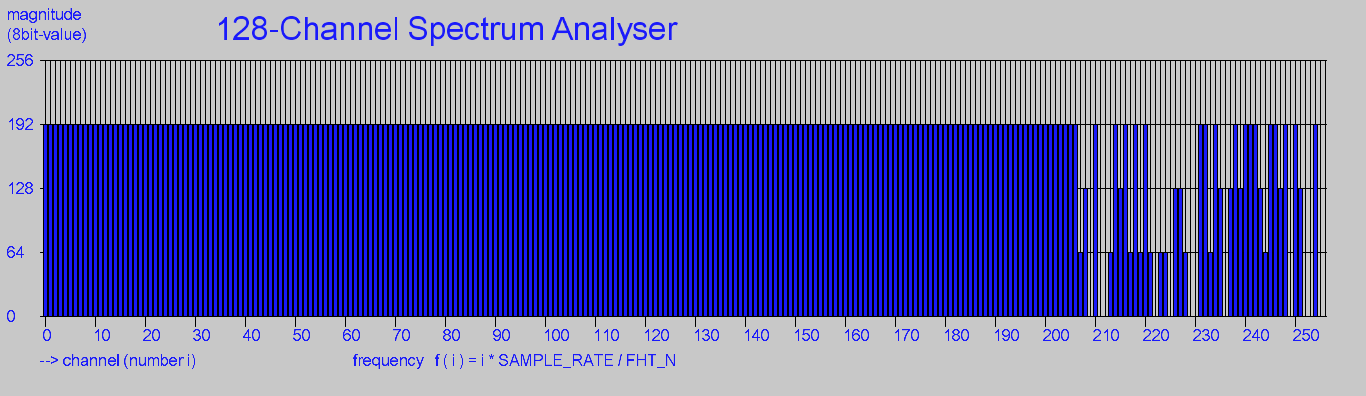 magnitude
(8bit-value)
128-Channel Spectrum Analyser
256
192
128
64
0
0 10 20 30 40 50 60 70 80 90 100 110 120 130 140 150 160 170 180 190 200 210 220 230 240 250
--> channel (number i)
frequency f ( i ) = i * SAMPLE_RATE / FHT_N